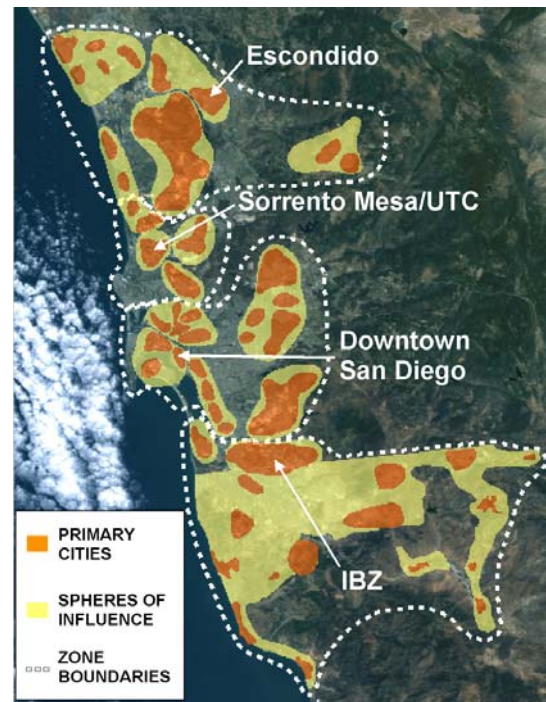 Escondido
Sorrento Mesa/UTC
Downtown
San Diego
IBZ
PRIMARY
CITIES
SPHERES OF
INFLUENCE
ZONE
BOUNDARIES